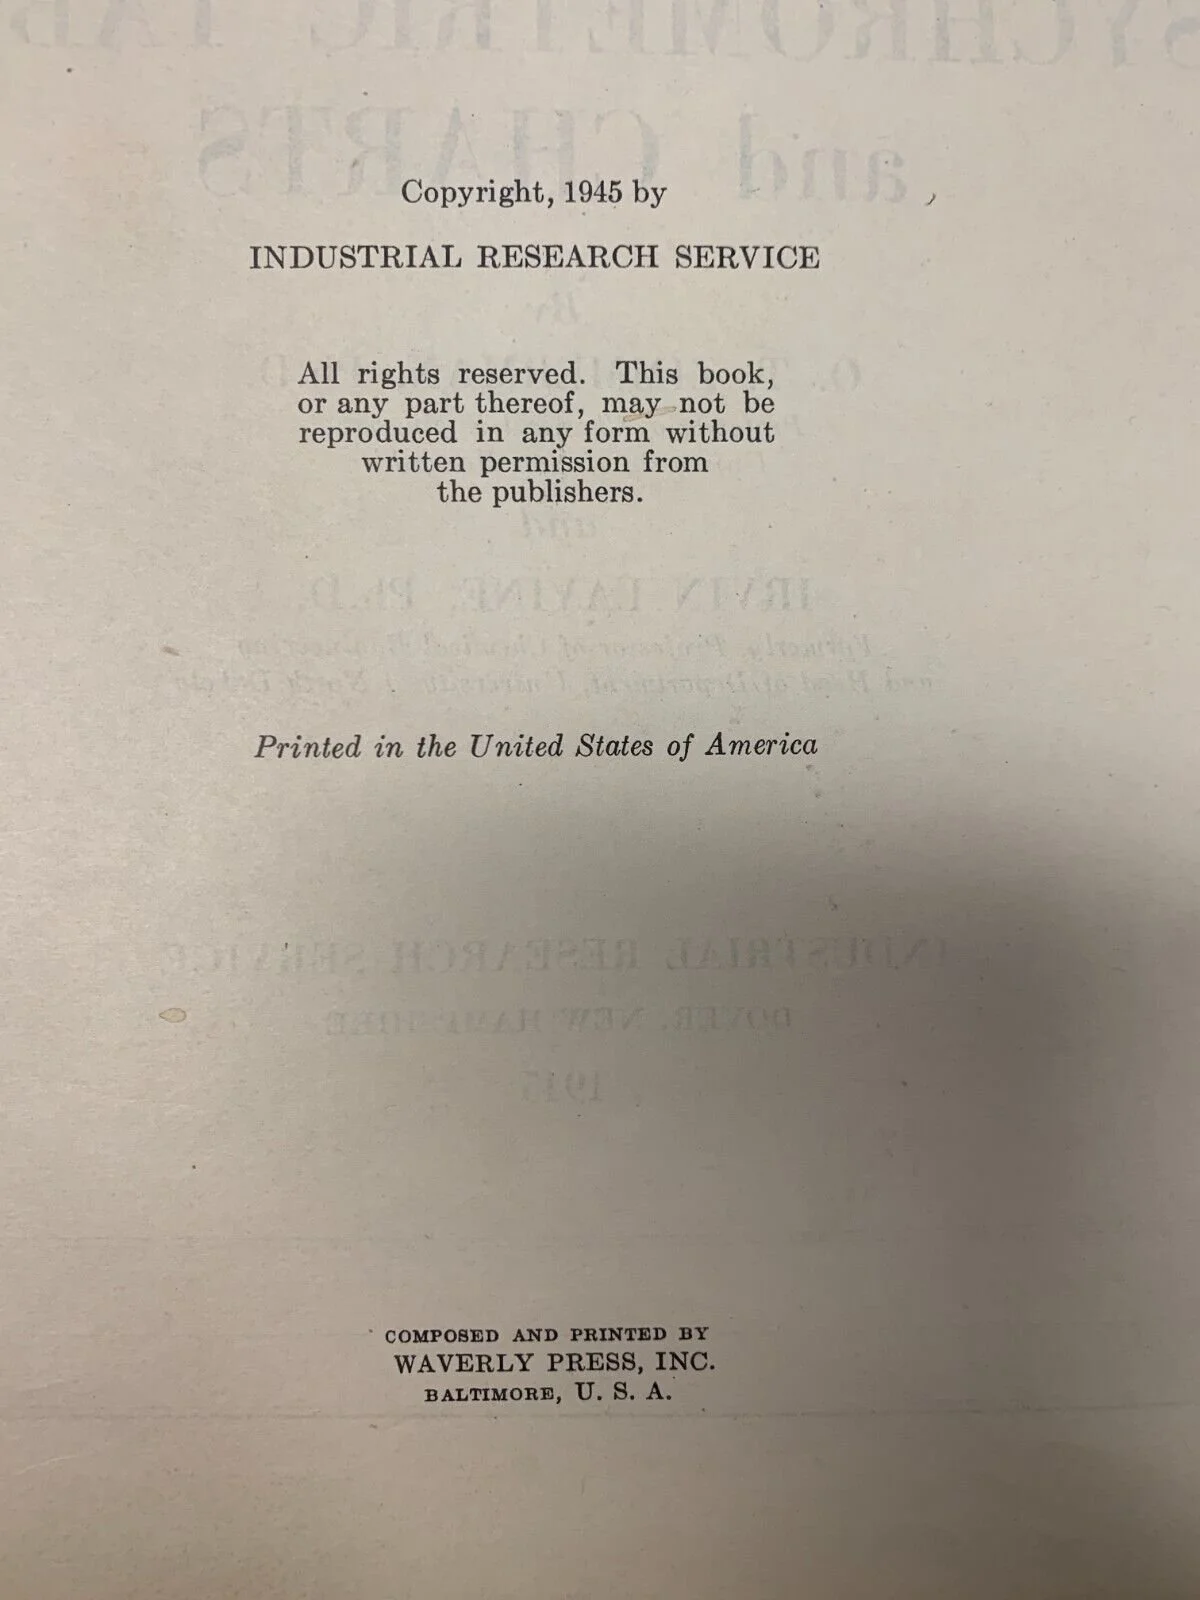 Copyright, 1945 by
INDUSTRIAL RESEARCH SERVICE
All rights reserved. This book,
or any part thereof, may not be
reproduced in any form without
written permission from
the publishers.
Printed in the United States of America
COMPOSED AND PRINTED BY
WAVERLY PRESS, INC.
BALTIMORE, U. S. A.